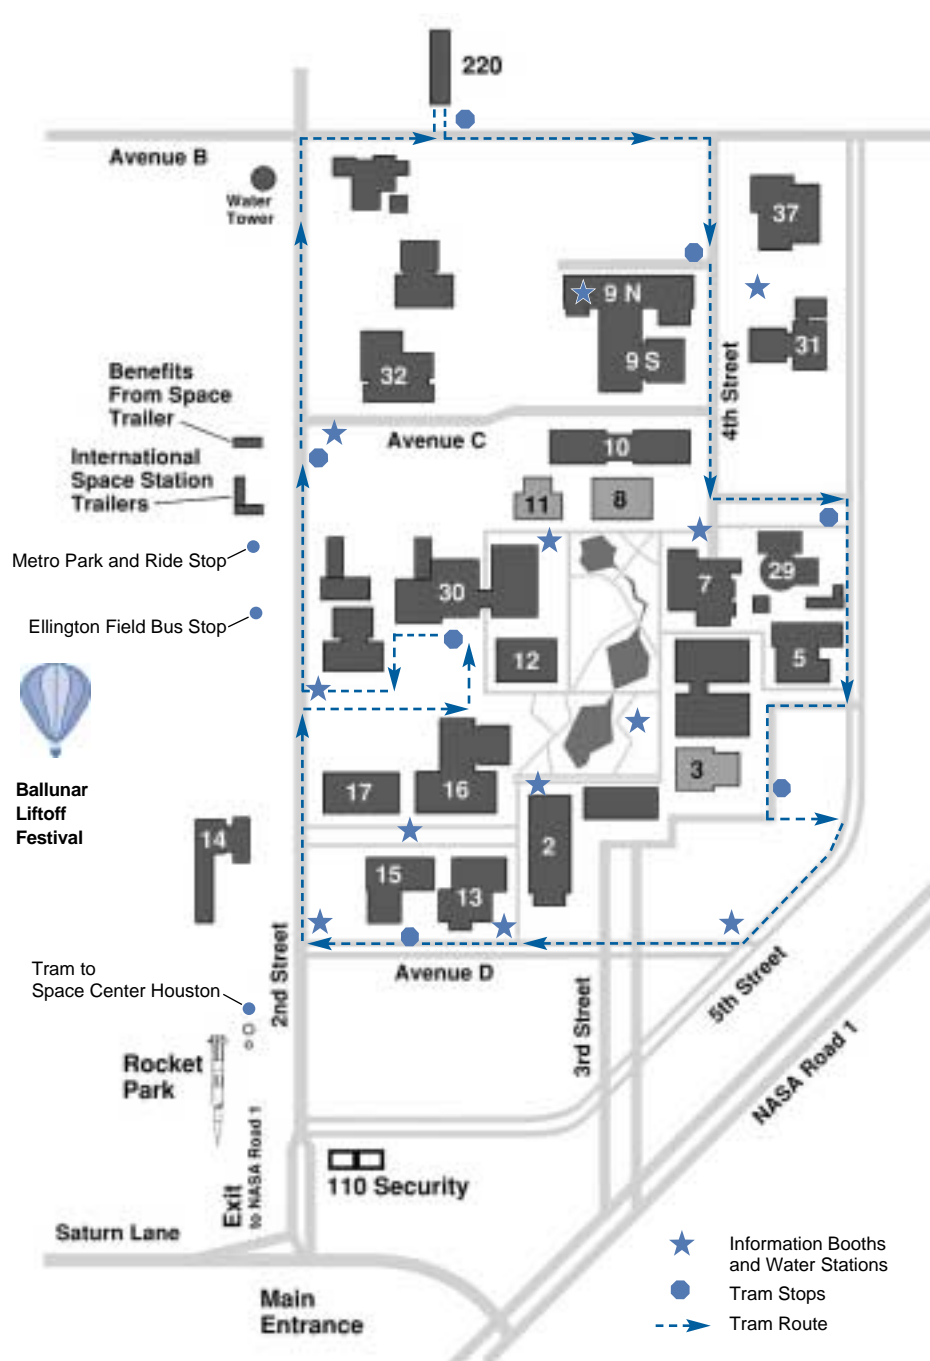 220
Avenue B
Water
Tower
37
9 N
31
9 S
32
Benefits
From Space
Trailer
4th Street
Avenue C
10
International
Space Station
Trailers
11
8
Metro Park and Ride Stop
29
7
30
Ellington Field Bus Stop
12
5
3
Ballunar
Liftoff
Festival
17
16
14
2
15
13
2nd Street
Tram to
Space Center Houston
Avenue D
5th Street
3rd Street
NASA Road 1
Rocket
Park
Exit
to NASA Road 1
110 Security
Saturn Lane
Information Booths
and Water Stations
Tram Stops
Main
Entrance
Tram Route